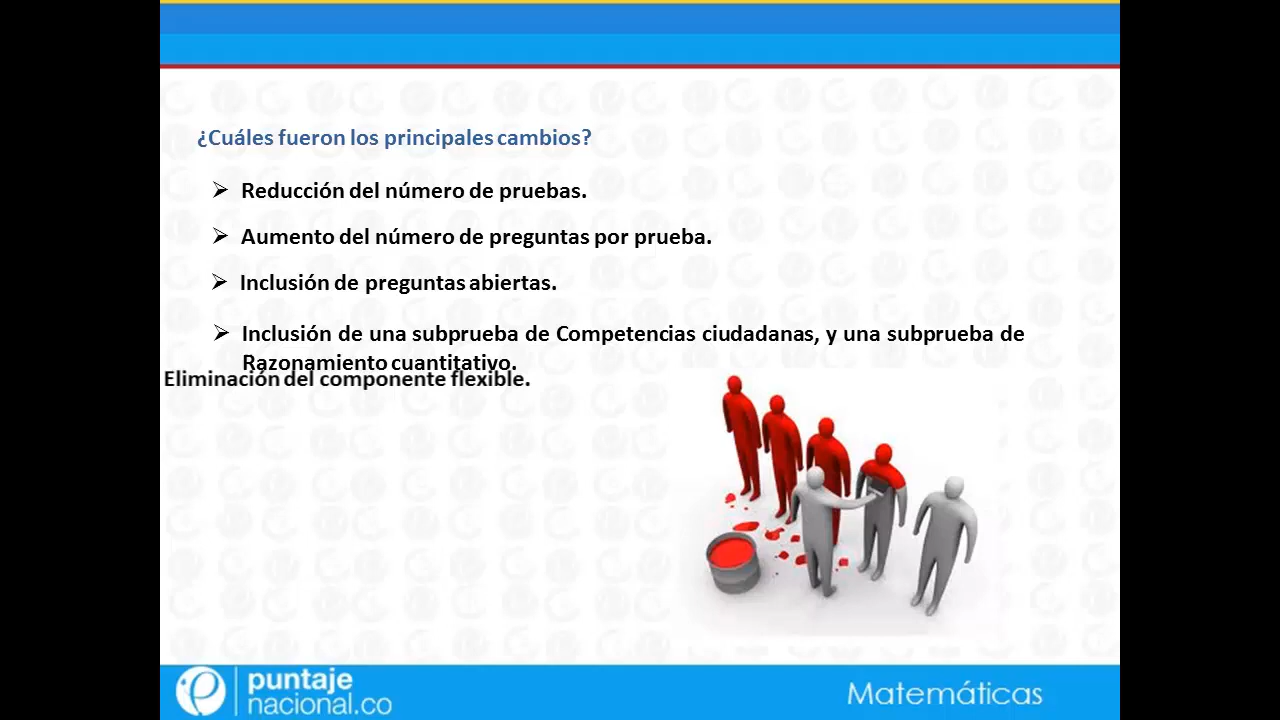 ¿Cuáles fueron los principales cambios?
➢ Reducción del número de pruebas.
➢ Aumento del número de preguntas por prueba.
➢ Inclusión de preguntas abiertas.
➢ Inclusión de una subprueba de Competencias ciudadanas, y una subprueba de
Razonamiento cuantitativo.
Eliminación del componente flexible.
puntaje
nacional.co
Matemáticas